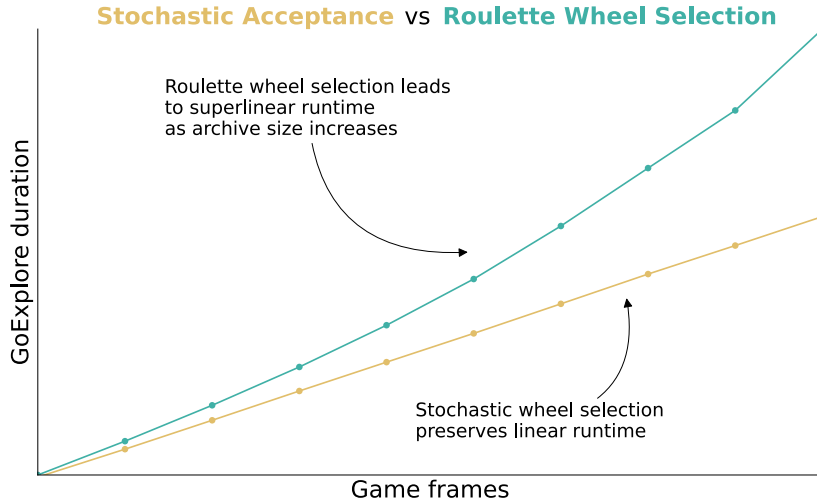 Stochastic Acceptance vs Roulette Wheel Selection
Roulette wheel selection leads
to superlinear runtime
as archive size increases
GoExplore duration
Stochastic wheel selection
preserves linear runtime
Game frames